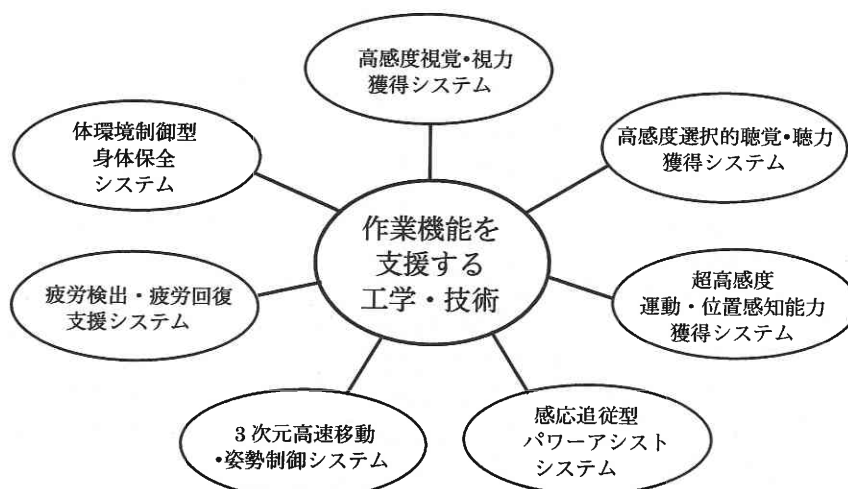 高感度視覚・視力
獲得システム
体環境制御型
身体保全
システム
高感度選択的聴覚・聴力
獲得システム
作業機能を
支援する
工学・技術
疲労検出・疲労回復
支援システム
超高感度
運動・位置感知能力
獲得システム
3次元高速移動
・姿勢制御システム
感応追従型
パワーアシスト
システム